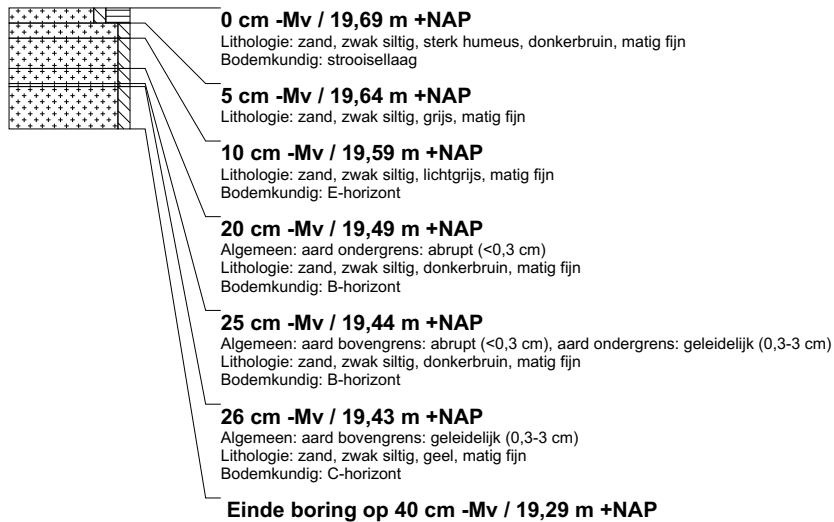 0 cm -Mv / 19,69 m +NAP
Lithologie: zand, zwak siltig, sterk humeus, donkerbruin, matig fijn
Bodemkundig: strooisellaag
5 cm -Mv / 19,64 m +NAP
Lithologie: zand, zwak siltig, grijs, matig fijn
10 cm -Mv / 19,59 m +NAP
Lithologie: zand, zwak siltig, lichtgrijs, matig fijn
Bodemkundig: E-horizont
20 cm -Mv / 19,49 m +NAP
Algemeen: aard ondergrens: abrupt (<0,3 cm)
Lithologie: zand, zwak siltig, donkerbruin, matig fijn
Bodemkundig: B-horizont
25 cm -Mv / 19,44 m +NAP
Algemeen: aard bovengrens: abrupt (<0,3 cm), aard ondergrens: geleidelijk (0,3-3 cm)
Lithologie: zand, zwak siltig, donkerbruin, matig fijn
Bodemkundig: B-horizont
26 cm -Mv / 19,43 m +NAP
Algemeen: aard bovengrens: geleidelijk (0,3-3 cm)
Lithologie: zand, zwak siltig, geel, matig fijn
Bodemkundig: C-horizont
Einde boring op 40 cm -Mv / 19,29 m +NAP